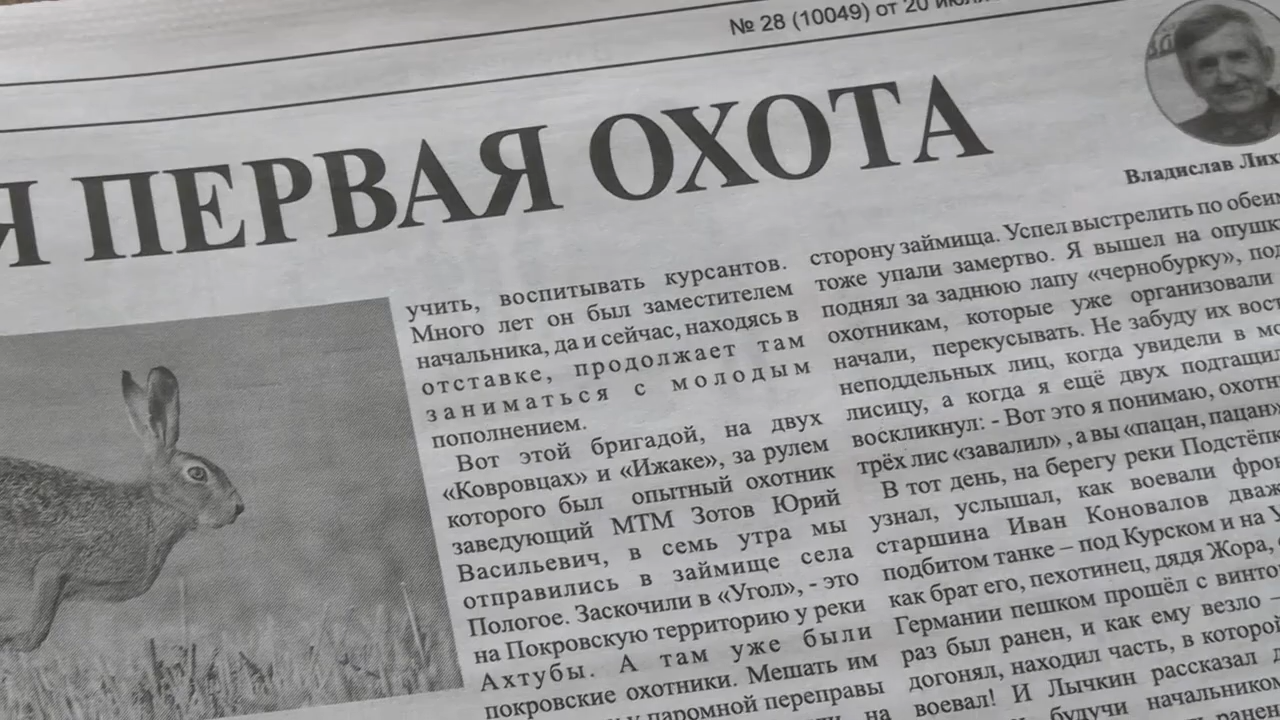 № 28 (10049) от 20
Я ПЕРВАЯ ОХОТА
Владислав
учить, воспитывать курсантов.
Много лет он был заместителем
начальника, да и сейчас, находясь в
отставке, продолжает там
заниматься с молодым
пополнением.
Вот этой бригадой, на двух
«Ковровцах» и «Ижаке», за рулем
которого был опытный охотник
заведующий МТМ Зотов Юрий
Васильевич, в семь утра мы
отправились в займище села
Пологое. Заскочили в «Угол», - это
на Покровскую территорию у реки
Ахтубы. А там уже были
покровские охотники. Мешать им
паромной переправы
сторону займища. Успел выстрелить по
тоже упали замертво. Я вышел на
поднял за заднюю лапу «чернобурку»,
охотникам, которые уже организовали
начали, перекусывать. Не забуду их
неподдельных лиц, когда увидели в
лисицу, а когда я ещё двух
воскликнул: - Вот это я понимаю,
трёх лис «завалил» , а вы «пацан, пацан»
В тот день, на берегу реки
узнал, услышал, как воевали
старшина Иван Коновалов
подбитом танке – под Курском и на
как брат его, пехотинец, дядя Жора,
Германии пешком прошёл с
раз был ранен, и как ему везло –
догонял, находил часть, в
на воевал! И Лычкин рассказал
будучи